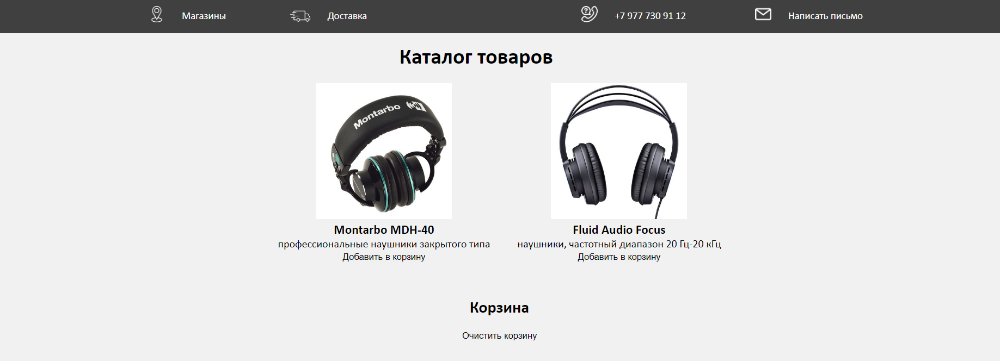 Магазины
Доставка
+7 977 730 91 12
Написать письмо
Каталог товаров
Montarbo
Montarbo MDH-40
профессиональные наушники закрытого типа
Добавить в корзину
Fluid Audio Focus
наушники, частотный диапазон 20 Гц-20 кГц
Добавить в корзину
Корзина
Очистить корзину